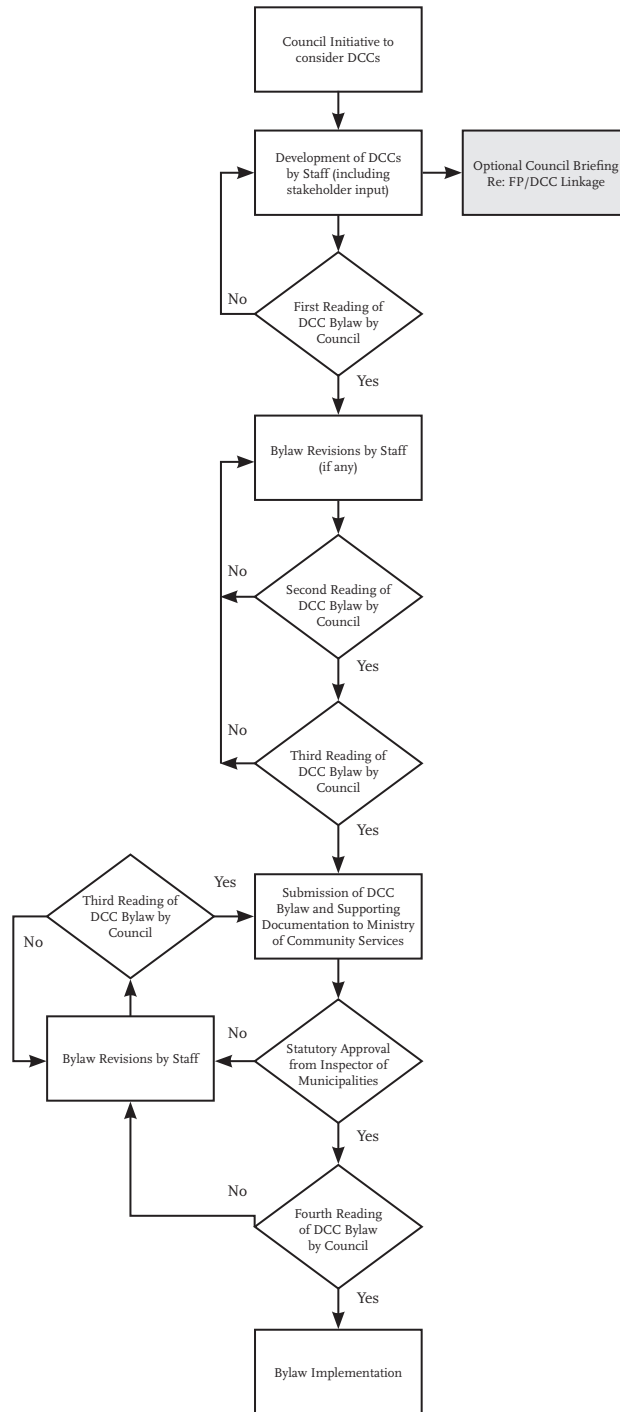 Council Initiative to
consider DCCs
Development of DCCs
by Staff (including
stakeholder input)
Optional Council Briefing
Re: FP/DCC Linkage
No
First Reading of
DCC Bylaw by
Council
Yes
Bylaw Revisions by Staff
(if any)
No
Second Reading of
DCC Bylaw by
Council
Yes
No
Third Reading of
DCC Bylaw by
Council
Yes
Third Reading of
DCC Bylaw by
Council
Yes
No
Submission of DCC
Bylaw and Supporting
Documentation to Ministry
of Community Services
Bylaw Revisions by Staff
No
Statutory Approval
from Inspector of
Municipalities
Yes
No
Fourth Reading
of DCC Bylaw
by Council
Yes
Bylaw Implementation